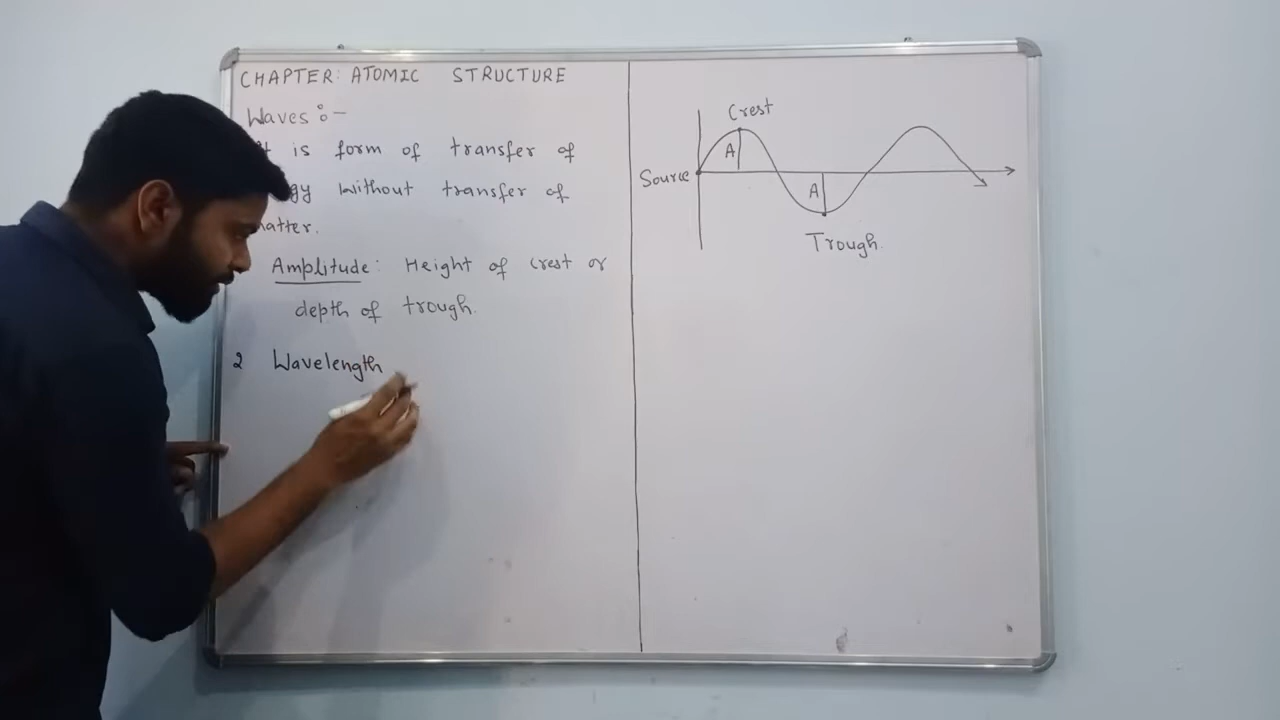 CHAPTER: ATOMIC STRUCTURE
Waves :-
is form of transfer of
without transfer of
Amplitude: Height of crest or
depth of trough.
2 Wavelength
Crest
A
Source
A
Trough.